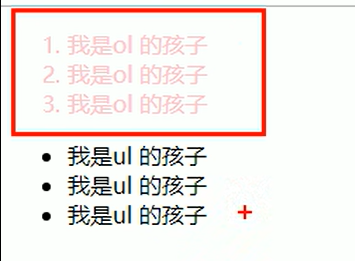 1. 我是ol 的孩子
2. 我是ol 的孩子
3. 我是ol 的孩子
• 我是ul 的孩子
• 我是ul 的孩子
• 我是ul 的孩子